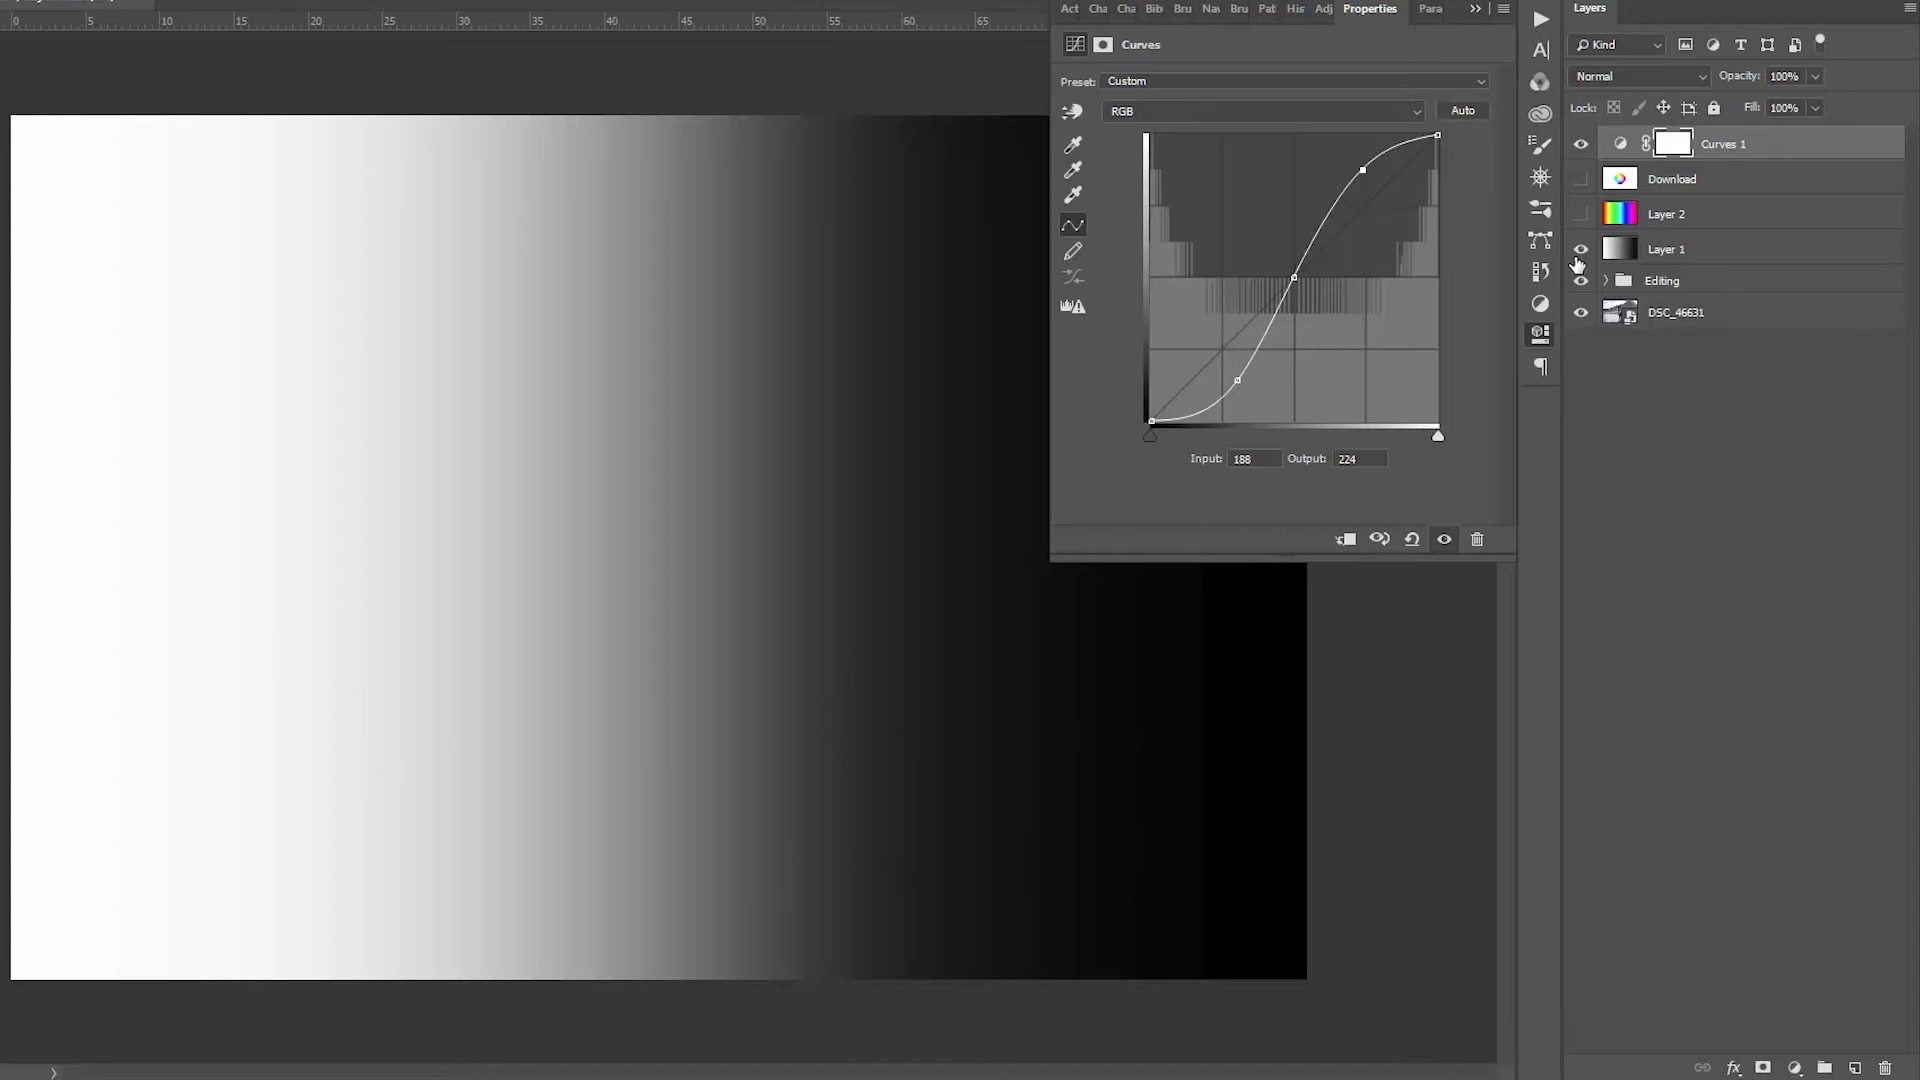 0 5 10 15 20 25 30 35 40 45 50 55 60 65
Act Cha Cha Bib Bru Nav Bru Pat His Adj Properties Para
Curves
Preset: Custom
RGB Auto
Input: 188 Output: 224
Layers
Kind
Normal Opacity: 100%
Lock: Fill: 100%
Curves 1
Download
Layer 2
Layer 1
Editing
DSC_46631
fx